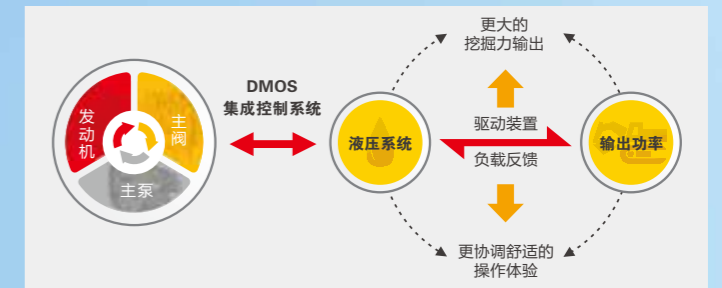 更大的
挖掘力输出
发动机
主阀
主泵
DMOS
集成控制系统
液压系统
驱动装置
负载反馈
输出功率
更协调舒适的
操作体验